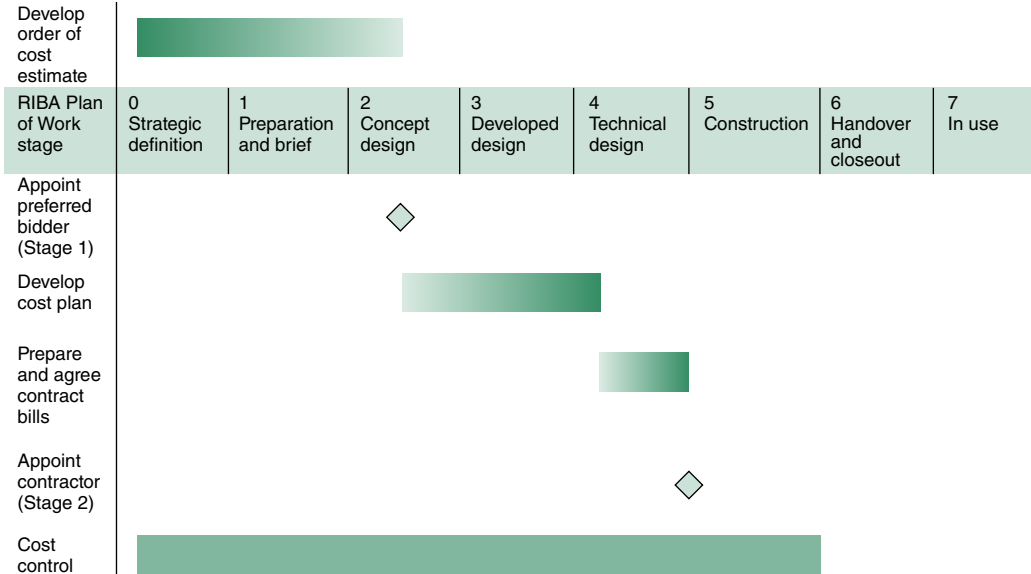 Develop
order of
cost
estimate
RIBA Plan
of Work
stage
0
Strategic
definition
1
Preparation
and brief
2
Concept
design
3
Developed
design
4
Technical
design
5
Construction
6
Handover
and
closeout
7
In use
Appoint
preferred
bidder
(Stage 1)
Develop
cost plan
Prepare
and agree
contract
bills
Appoint
contractor
(Stage 2)
Cost
control